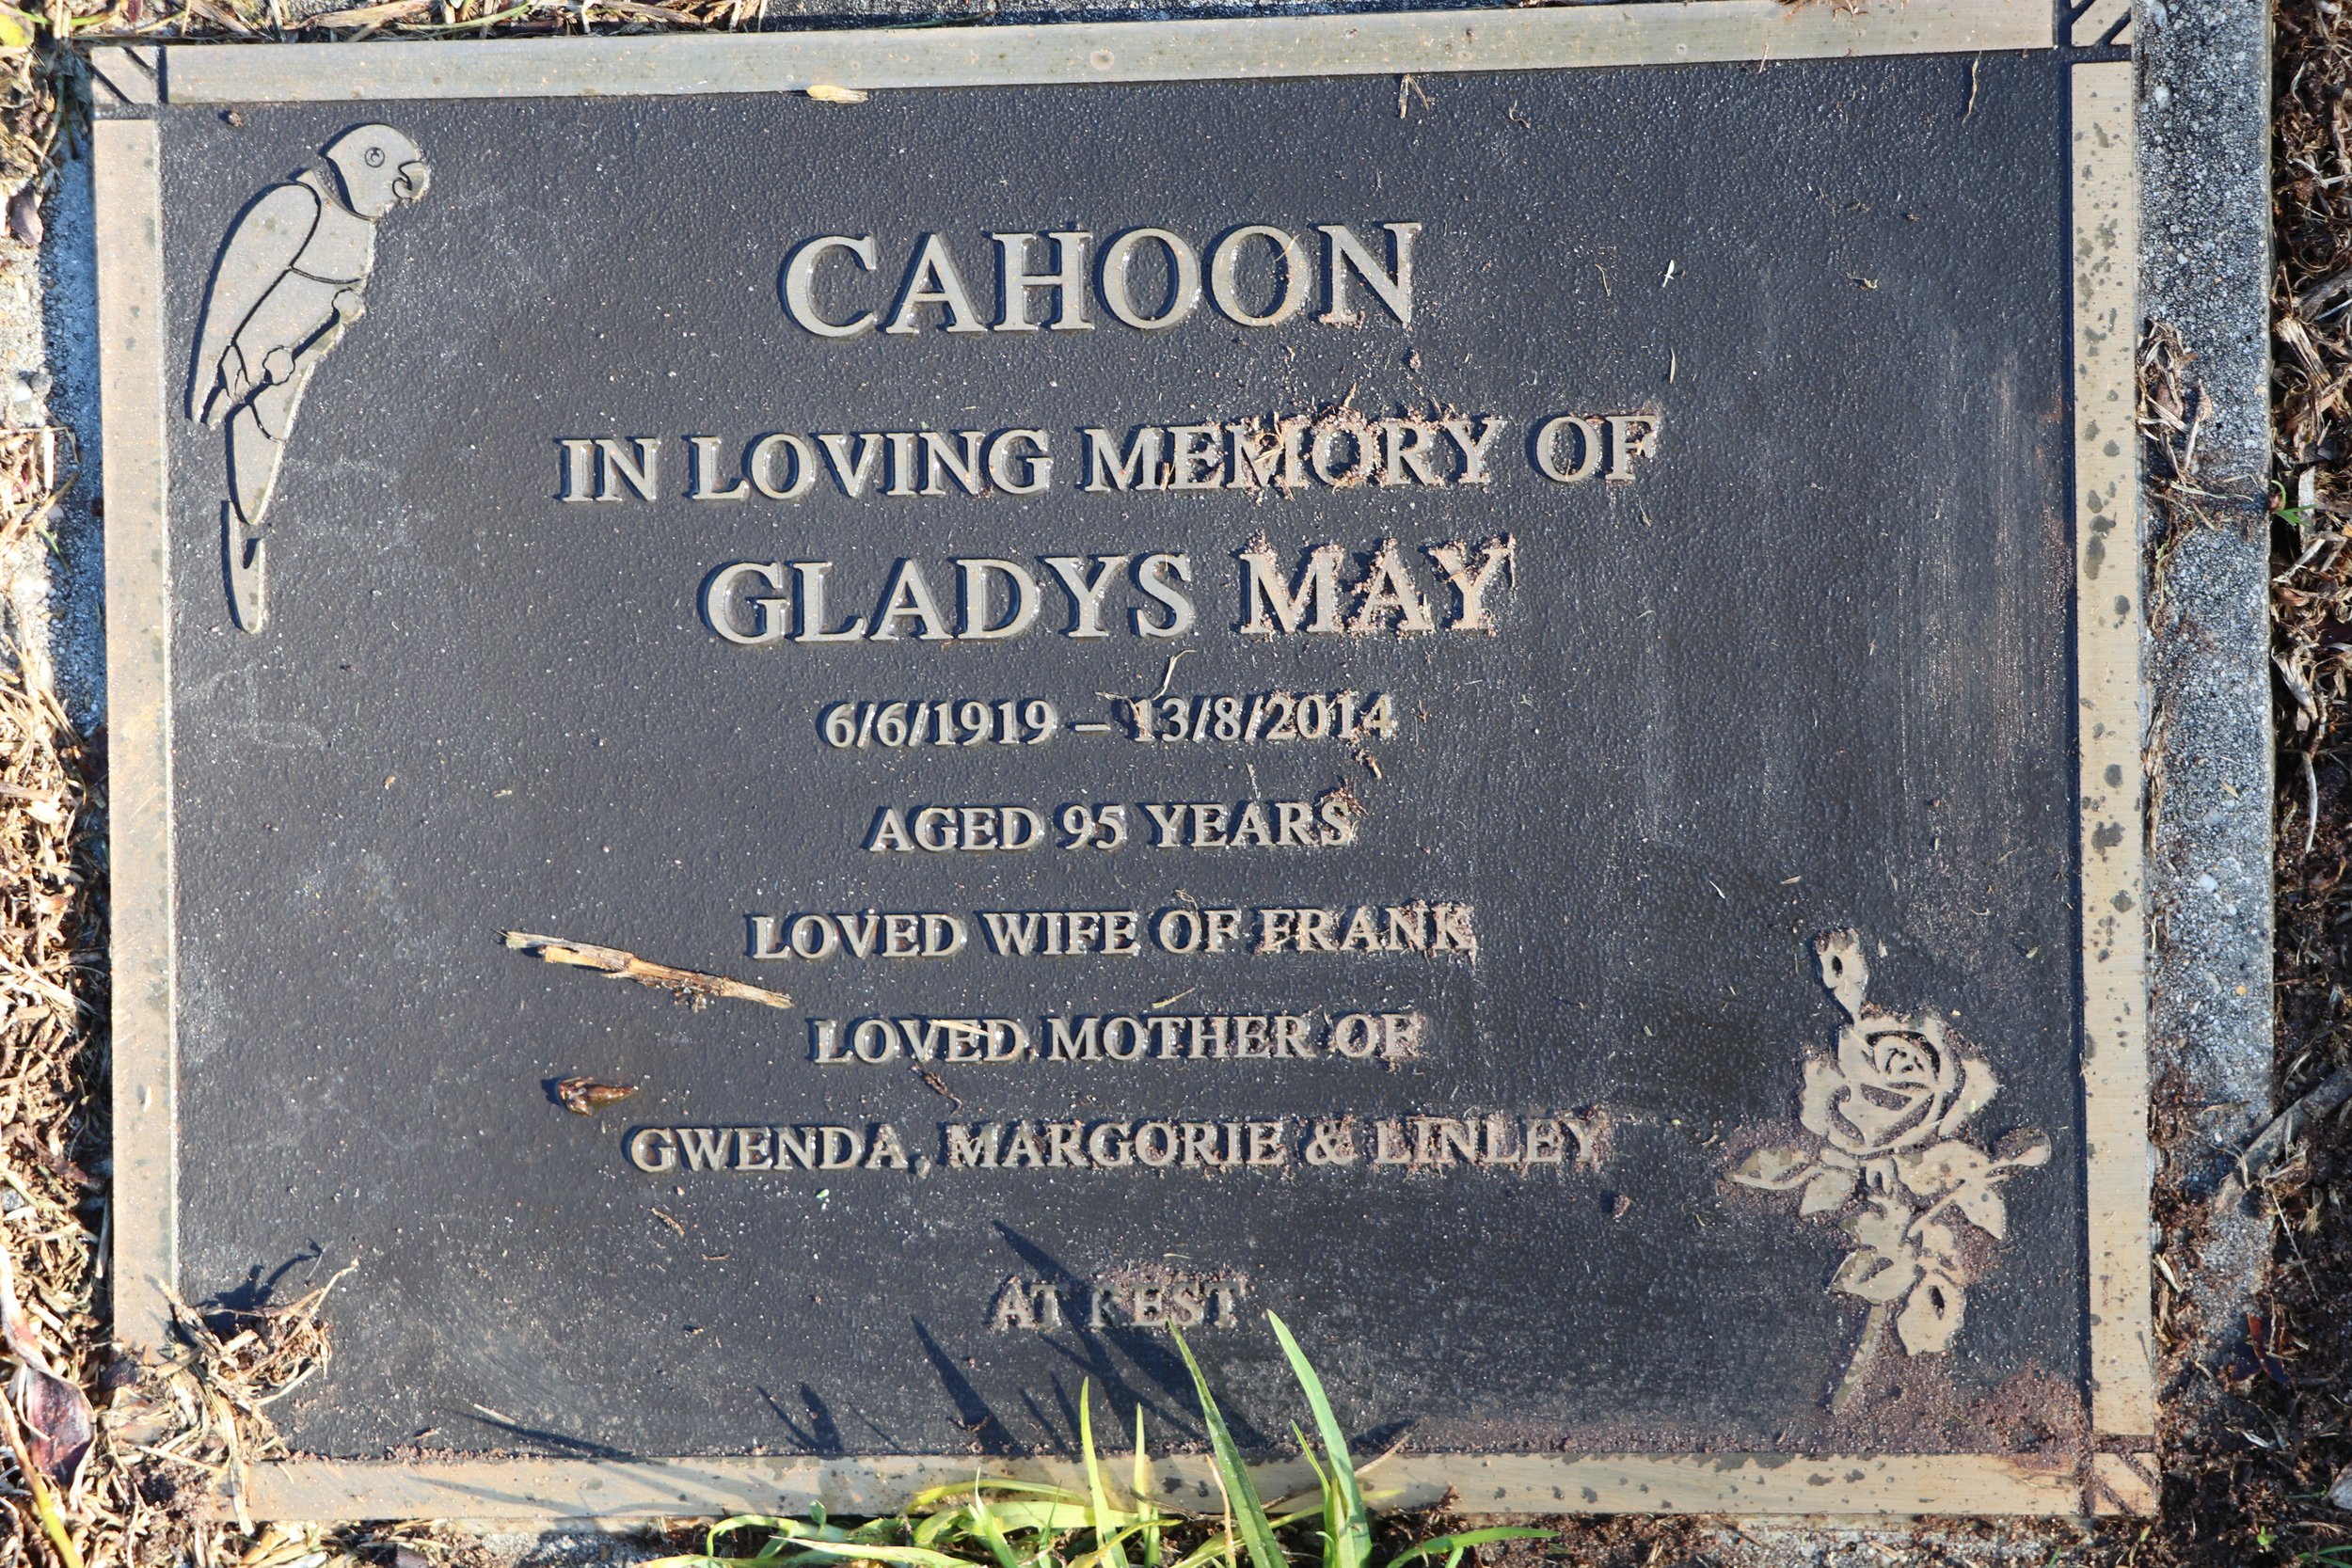 CAHOON
IN LOVING MEMORY OF
GLADYS MAY
6/6/1919 – 13/8/2014
AGED 95 YEARS
LOVED WIFE OF FRANK
LOVED MOTHER OF
GWENDA, MARGORIE & LINLEY
AT REST